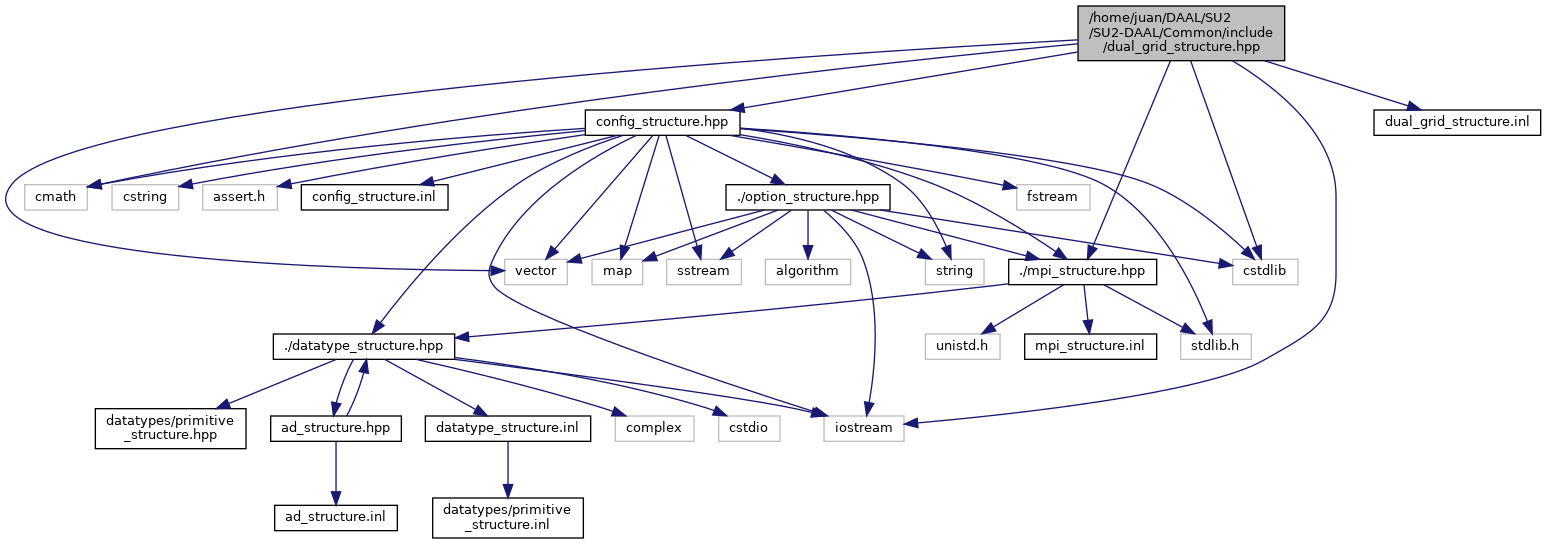 /home/juan/DAAL/SU2
/SU2-DAAL/Common/include
/dual_grid_structure.hpp
config_structure.hpp
dual_grid_structure.inl
cmath
cstring
assert.h
config_structure.inl
./option_structure.hpp
fstream
vector
map
sstream
algorithm
string
./mpi_structure.hpp
cstdlib
./datatype_structure.hpp
unistd.h
mpi_structure.inl
stdlib.h
datatypes/primitive
_structure.hpp
ad_structure.hpp
datatype_structure.inl
complex
cstdio
iostream
ad_structure.inl
datatypes/primitive
_structure.inl